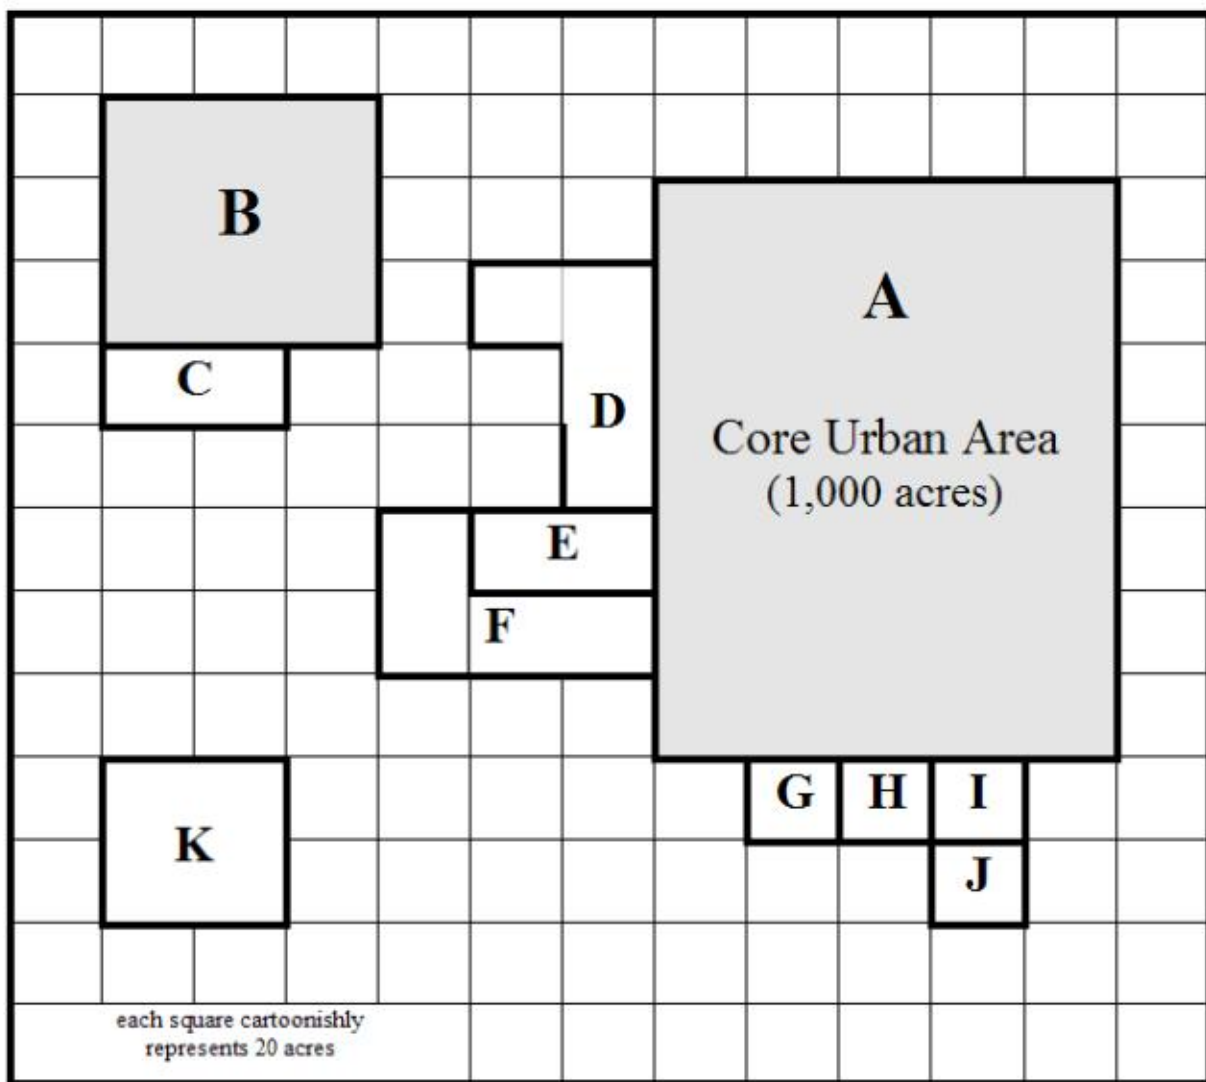 B
A
C
D
Core Urban Area
(1,000 acres)
E
F
G
H
I
K
J
each square cartoonishly
represents 20 acres